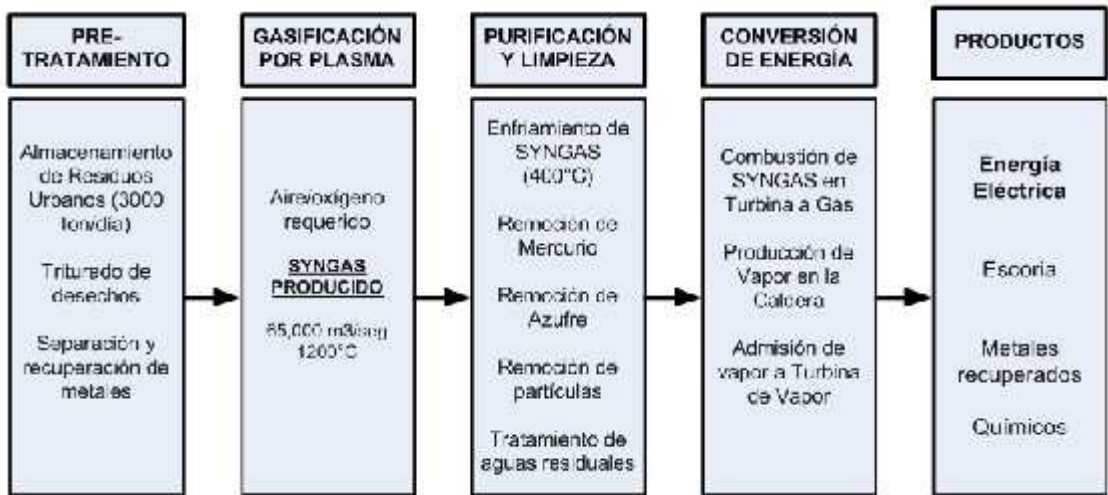 PRE-
TRATAMIENTO
Almacenamiento
de Residuos
Urbanos (3000
ton/día)
Triturado de
desechos
Separación y
recuperación de
metales
GASIFICACIÓN
POR PLASMA
Aire/oxígeno
requerido
SYNGAS
PRODUCIDO
65,000 m3/seg
1200°C
PURIFICACIÓN
Y LIMPIEZA
Enfriamiento de
SYNGAS
(400°C)
Remoción de
Mercurio
Remoción de
Azufre
Remoción de
partículas
Tratamiento de
aguas residuales
CONVERSIÓN
DE ENERGÍA
Combustión de
SYNGAS en
Turbina a Gas
Producción de
Vapor en la
Caldera
Admisión de
vapor a Turbina
de Vapor
PRODUCTOS
Energía
Eléctrica
Escoria
Metales
recuperados
Químicos